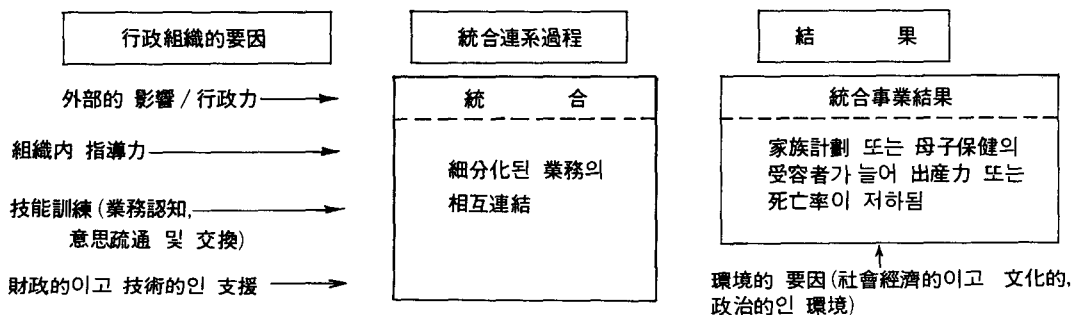 行政組織的要因
統合連系過程
結 果
外部的 影響 / 行政力
組織內 指導力
技能訓練 (業務認知,
意思疏通 및 交換)
財政的이고 技術的인 支援
統 合
細分化된 業務의
相互連結
統合事業結果
家族計劃 또는 母子保健의
受容者가 늘어 出産力 또는
死亡率이 저하됨
環境的 要因 (社會經濟的이고 文化的,
政治的인 環境)